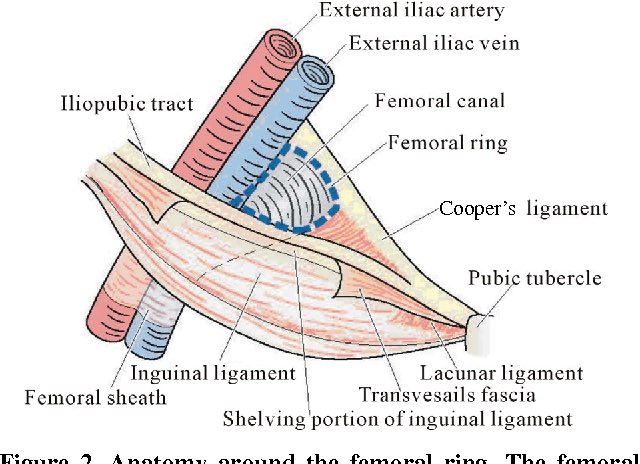 External iliac artery
External iliac vein
Iliopubic tract
Femoral canal
Femoral ring
Cooper's ligament
Pubic tubercle
Inguinal ligament
Lacunar ligament
Femoral sheath
Transvesails fascia
Shelving portion of inguinal ligament
Figure 2. Anatomy around the femoral ring. The femoral